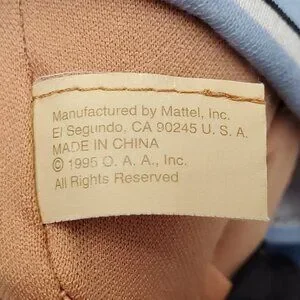 Manufactured by Mattel, Inc.
El Segundo, CA 90245 U. S. A.
MADE IN CHINA
© 1995 O. A. A., Inc.
All Rights Reserved